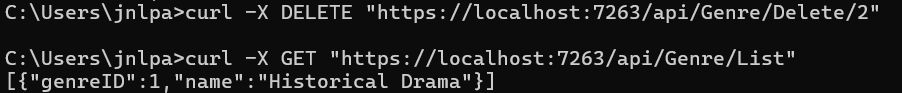 C:\Users\jnlpa>curl -X DELETE "https://localhost:7263/api/Genre/Delete/2"
C:\Users\jnlpa>curl -X GET "https://localhost:7263/api/Genre/List"
[{"genreID":1,"name":"Historical Drama"}]